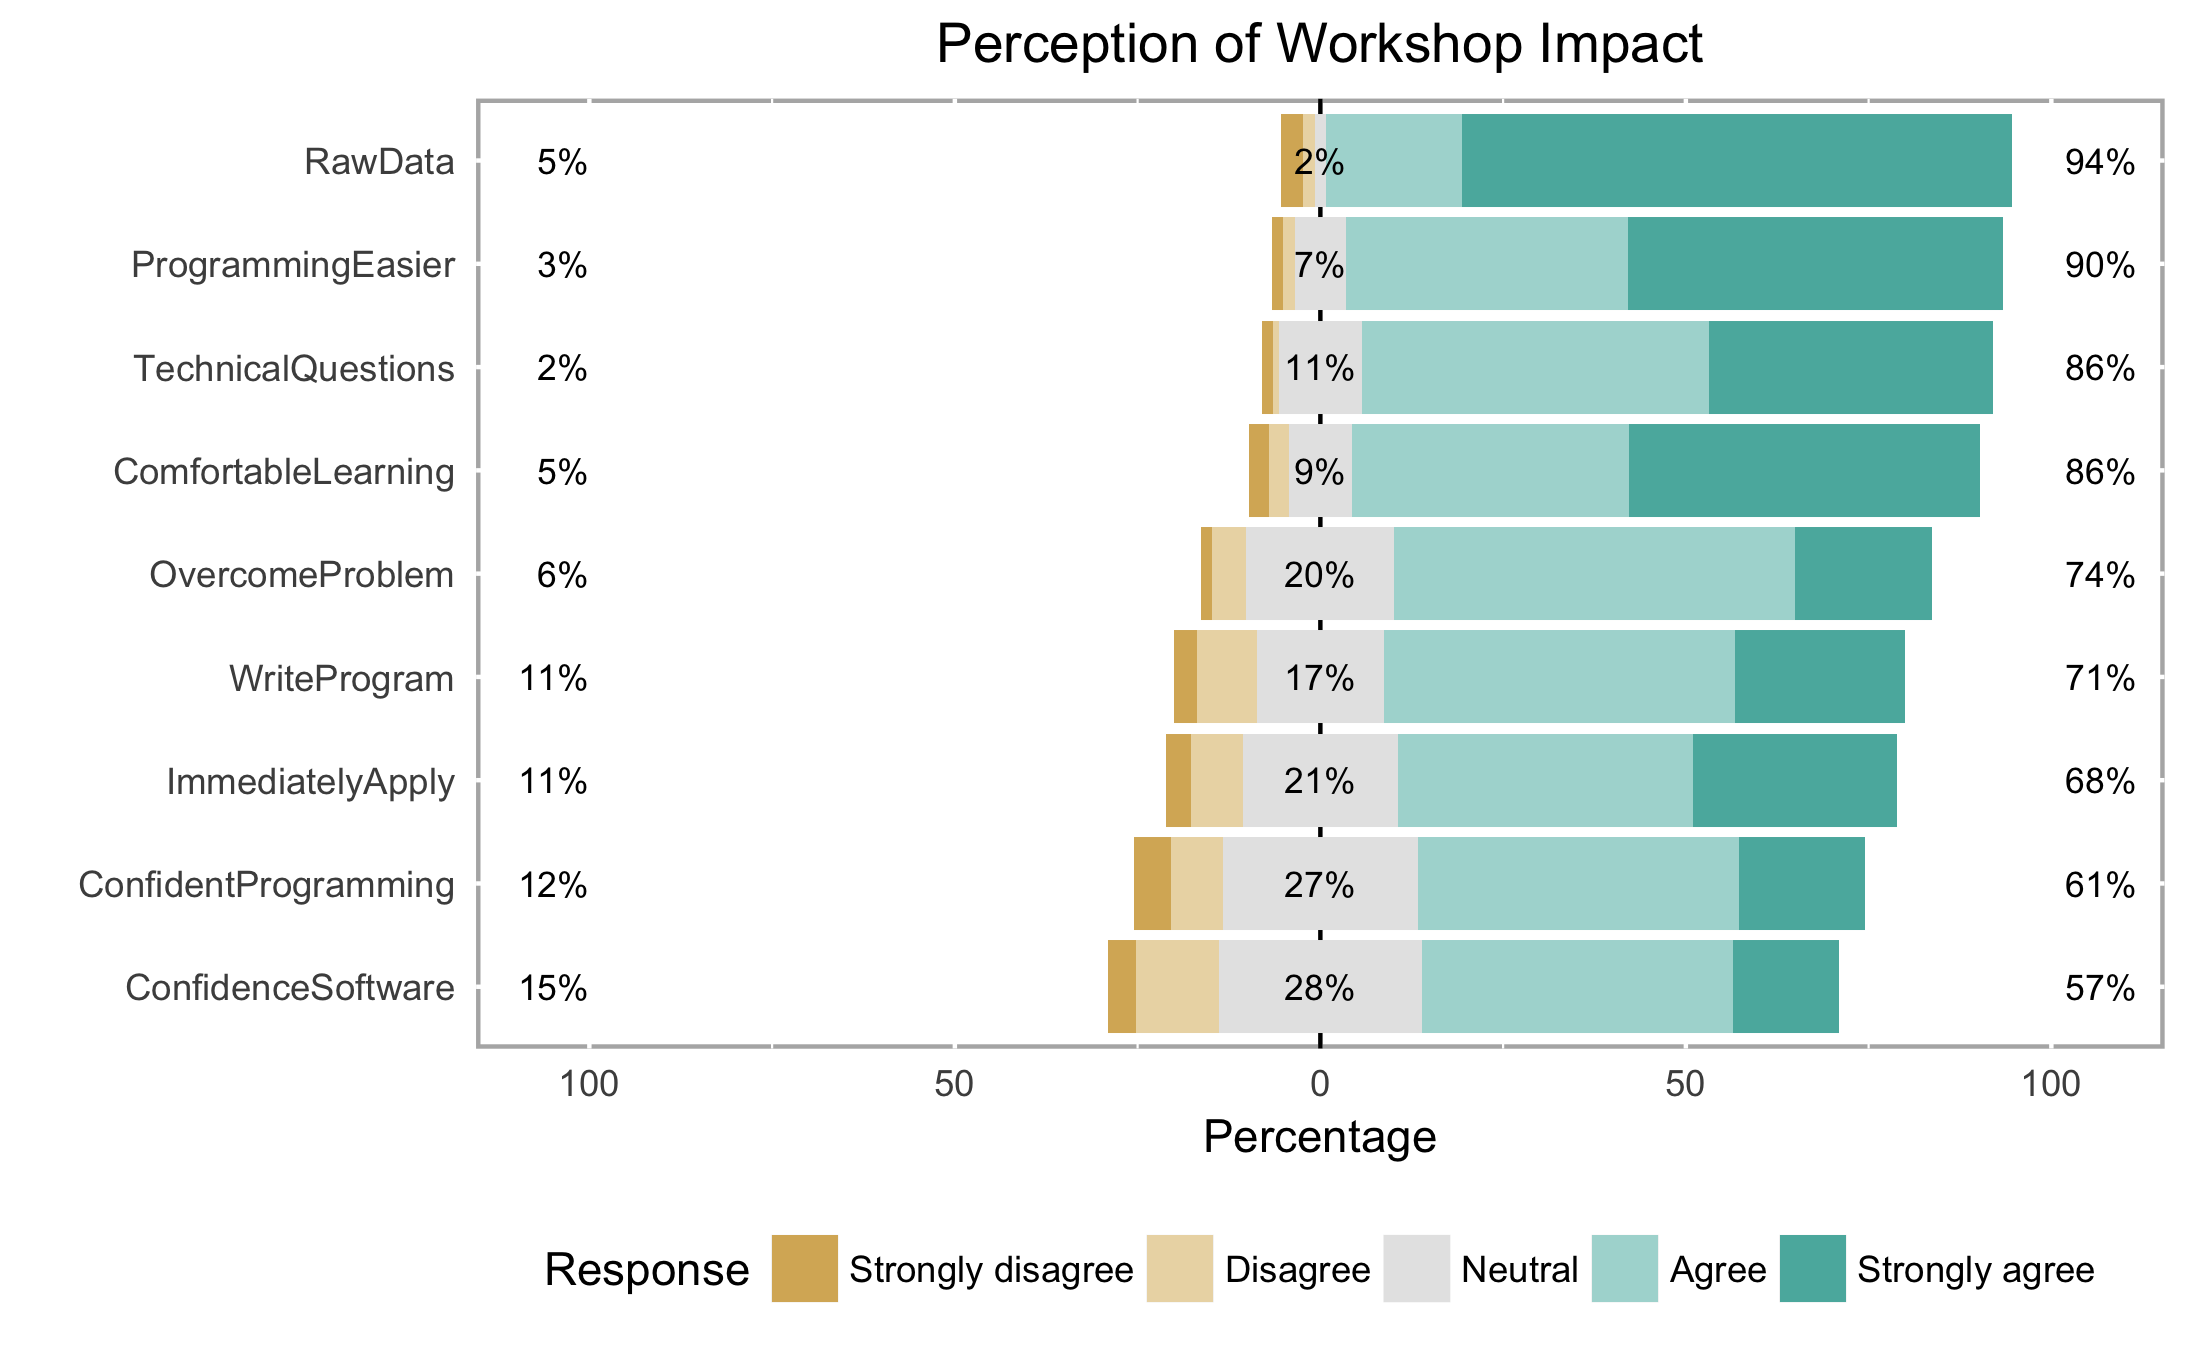 Perception of Workshop Impact
RawData 5% 2% 94%
ProgrammingEasier 3% 7% 90%
TechnicalQuestions 2% 11% 86%
ComfortableLearning 5% 9% 86%
OvercomeProblem 6% 20% 74%
WriteProgram 11% 17% 71%
ImmediatelyApply 11% 21% 68%
ConfidentProgramming 12% 27% 61%
ConfidenceSoftware 15% 28% 57%
100 50 0 50 100
Percentage
Response Strongly disagree Disagree Neutral Agree Strongly agree